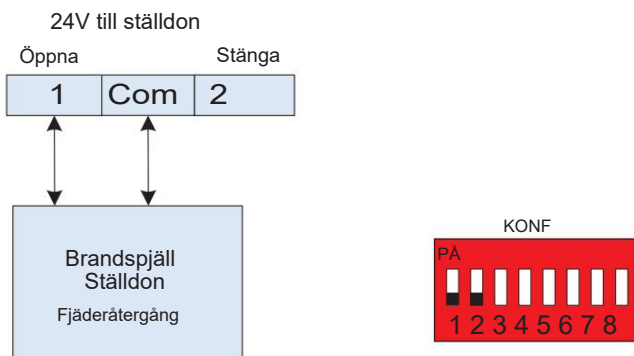 24V till ställdon
Öppna Stänga
1 Com 2
Brandspjäll
Ställdon
Fjäderåtergång
KONF
PÅ
1 2 3 4 5 6 7 8